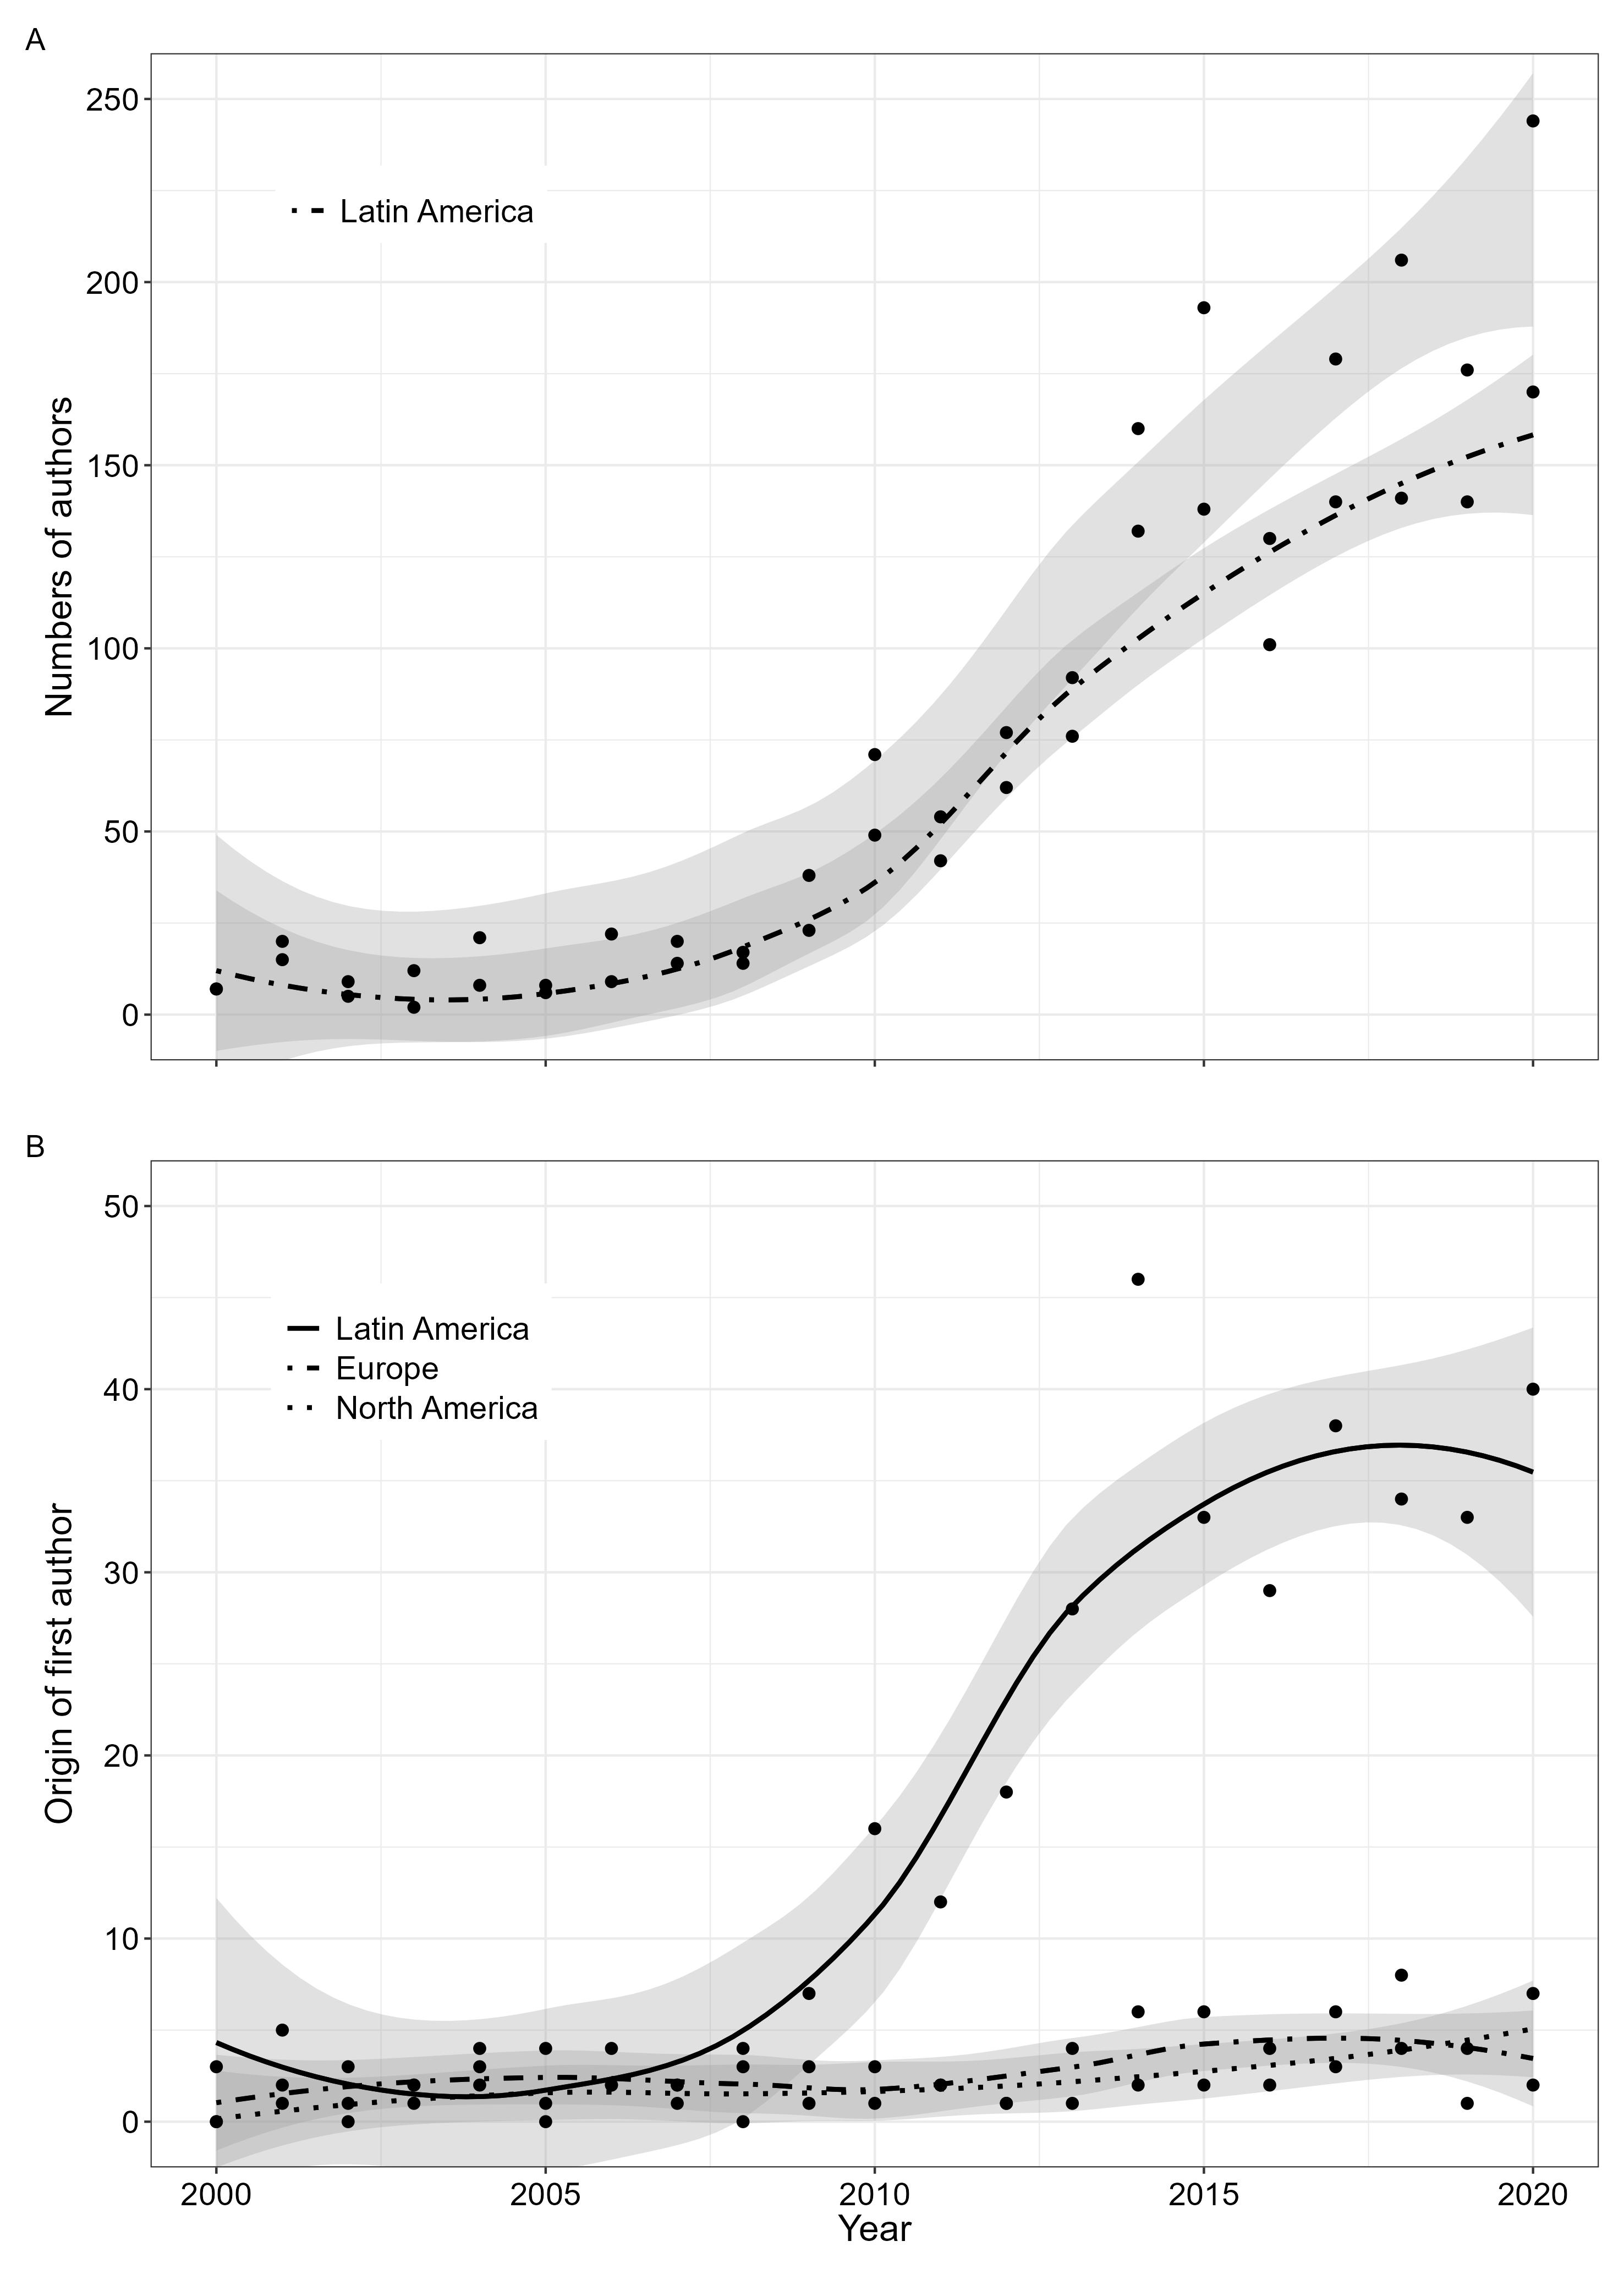 A
250
200
150
100
50
0
Numbers of authors
Latin America
B
50
40
30
20
10
0
Origin of first author
Latin America
Europe
North America
2000 2005 2010 2015 2020
Year